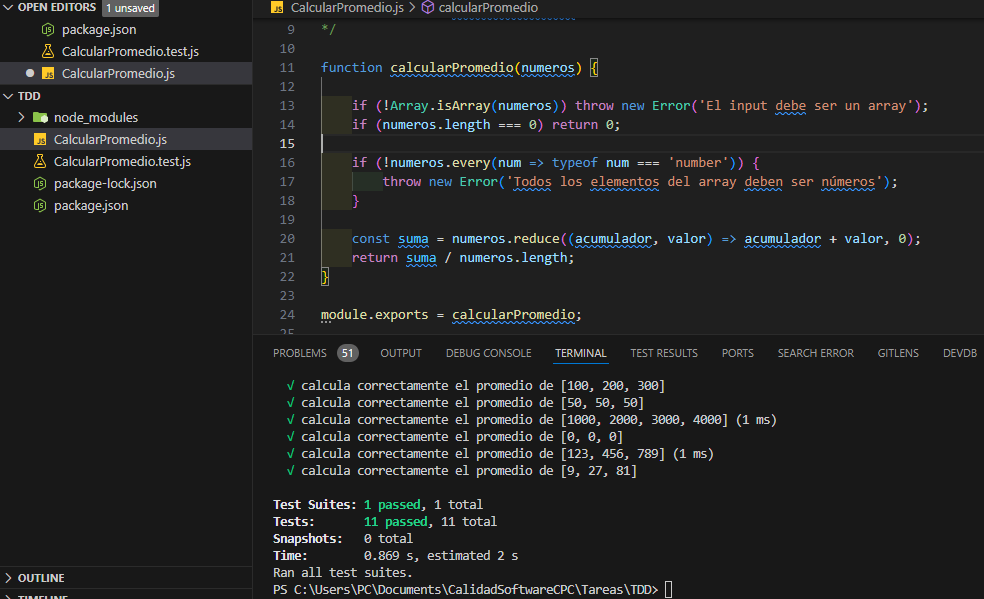 OPEN EDITORS 1 unsaved
package.json
CalcularPromedio.test.js
CalcularPromedio.js
TDD
node_modules
CalcularPromedio.js
CalcularPromedio.test.js
package-lock.json
package.json
OUTLINE
TIMELINE
CalcularPromedio.js > calcularPromedio
9 */
10
11 function calcularPromedio(numeros) {
12
13 if (!Array.isArray(numeros)) throw new Error('El input debe ser un array');
14 if (numeros.length === 0) return 0;
15
16 if (!numeros.every(num => typeof num === 'number')) {
17 throw new Error('Todos los elementos del array deben ser números');
18 }
19
20 const suma = numeros.reduce((acumulador, valor) => acumulador + valor, 0);
21 return suma / numeros.length;
22 }
23
24 module.exports = calcularPromedio;
25
PROBLEMS 51 OUTPUT DEBUG CONSOLE TERMINAL TEST RESULTS PORTS SEARCH ERROR GITLENS DEVDB
√ calcula correctamente el promedio de [100, 200, 300]
√ calcula correctamente el promedio de [50, 50, 50]
√ calcula correctamente el promedio de [1000, 2000, 3000, 4000] (1 ms)
√ calcula correctamente el promedio de [0, 0, 0]
√ calcula correctamente el promedio de [123, 456, 789] (1 ms)
√ calcula correctamente el promedio de [9, 27, 81]
Test Suites: 1 passed, 1 total
Tests: 11 passed, 11 total
Snapshots: 0 total
Time: 0.869 s, estimated 2 s
Ran all test suites.
PS C:\Users\PC\Documents\CalidadSoftwareCPC\Tareas\TDD>